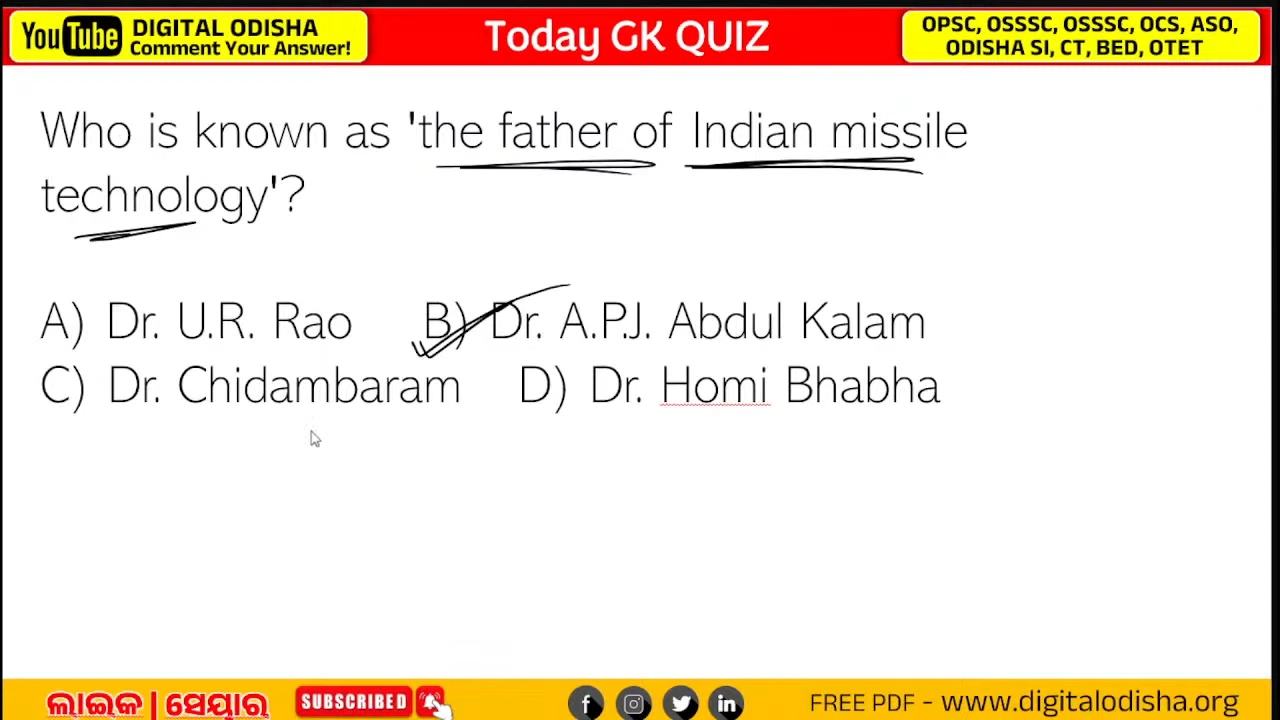 YouTube DIGITAL ODISHA
Comment Your Answer!
Today GK QUIZ
OPSC, OSSSC, OSSSC, OCS, ASO,
ODISHA SI, CT, BED, OTET
Who is known as 'the father of Indian missile
technology'?
A) Dr. U.R. Rao B) Dr. A.P.J. Abdul Kalam
C) Dr. Chidambaram D) Dr. Homi Bhabha
ଲାଇକ | ସେୟାର୍ SUBSCRIBED FREE PDF - www.digitalodisha.org